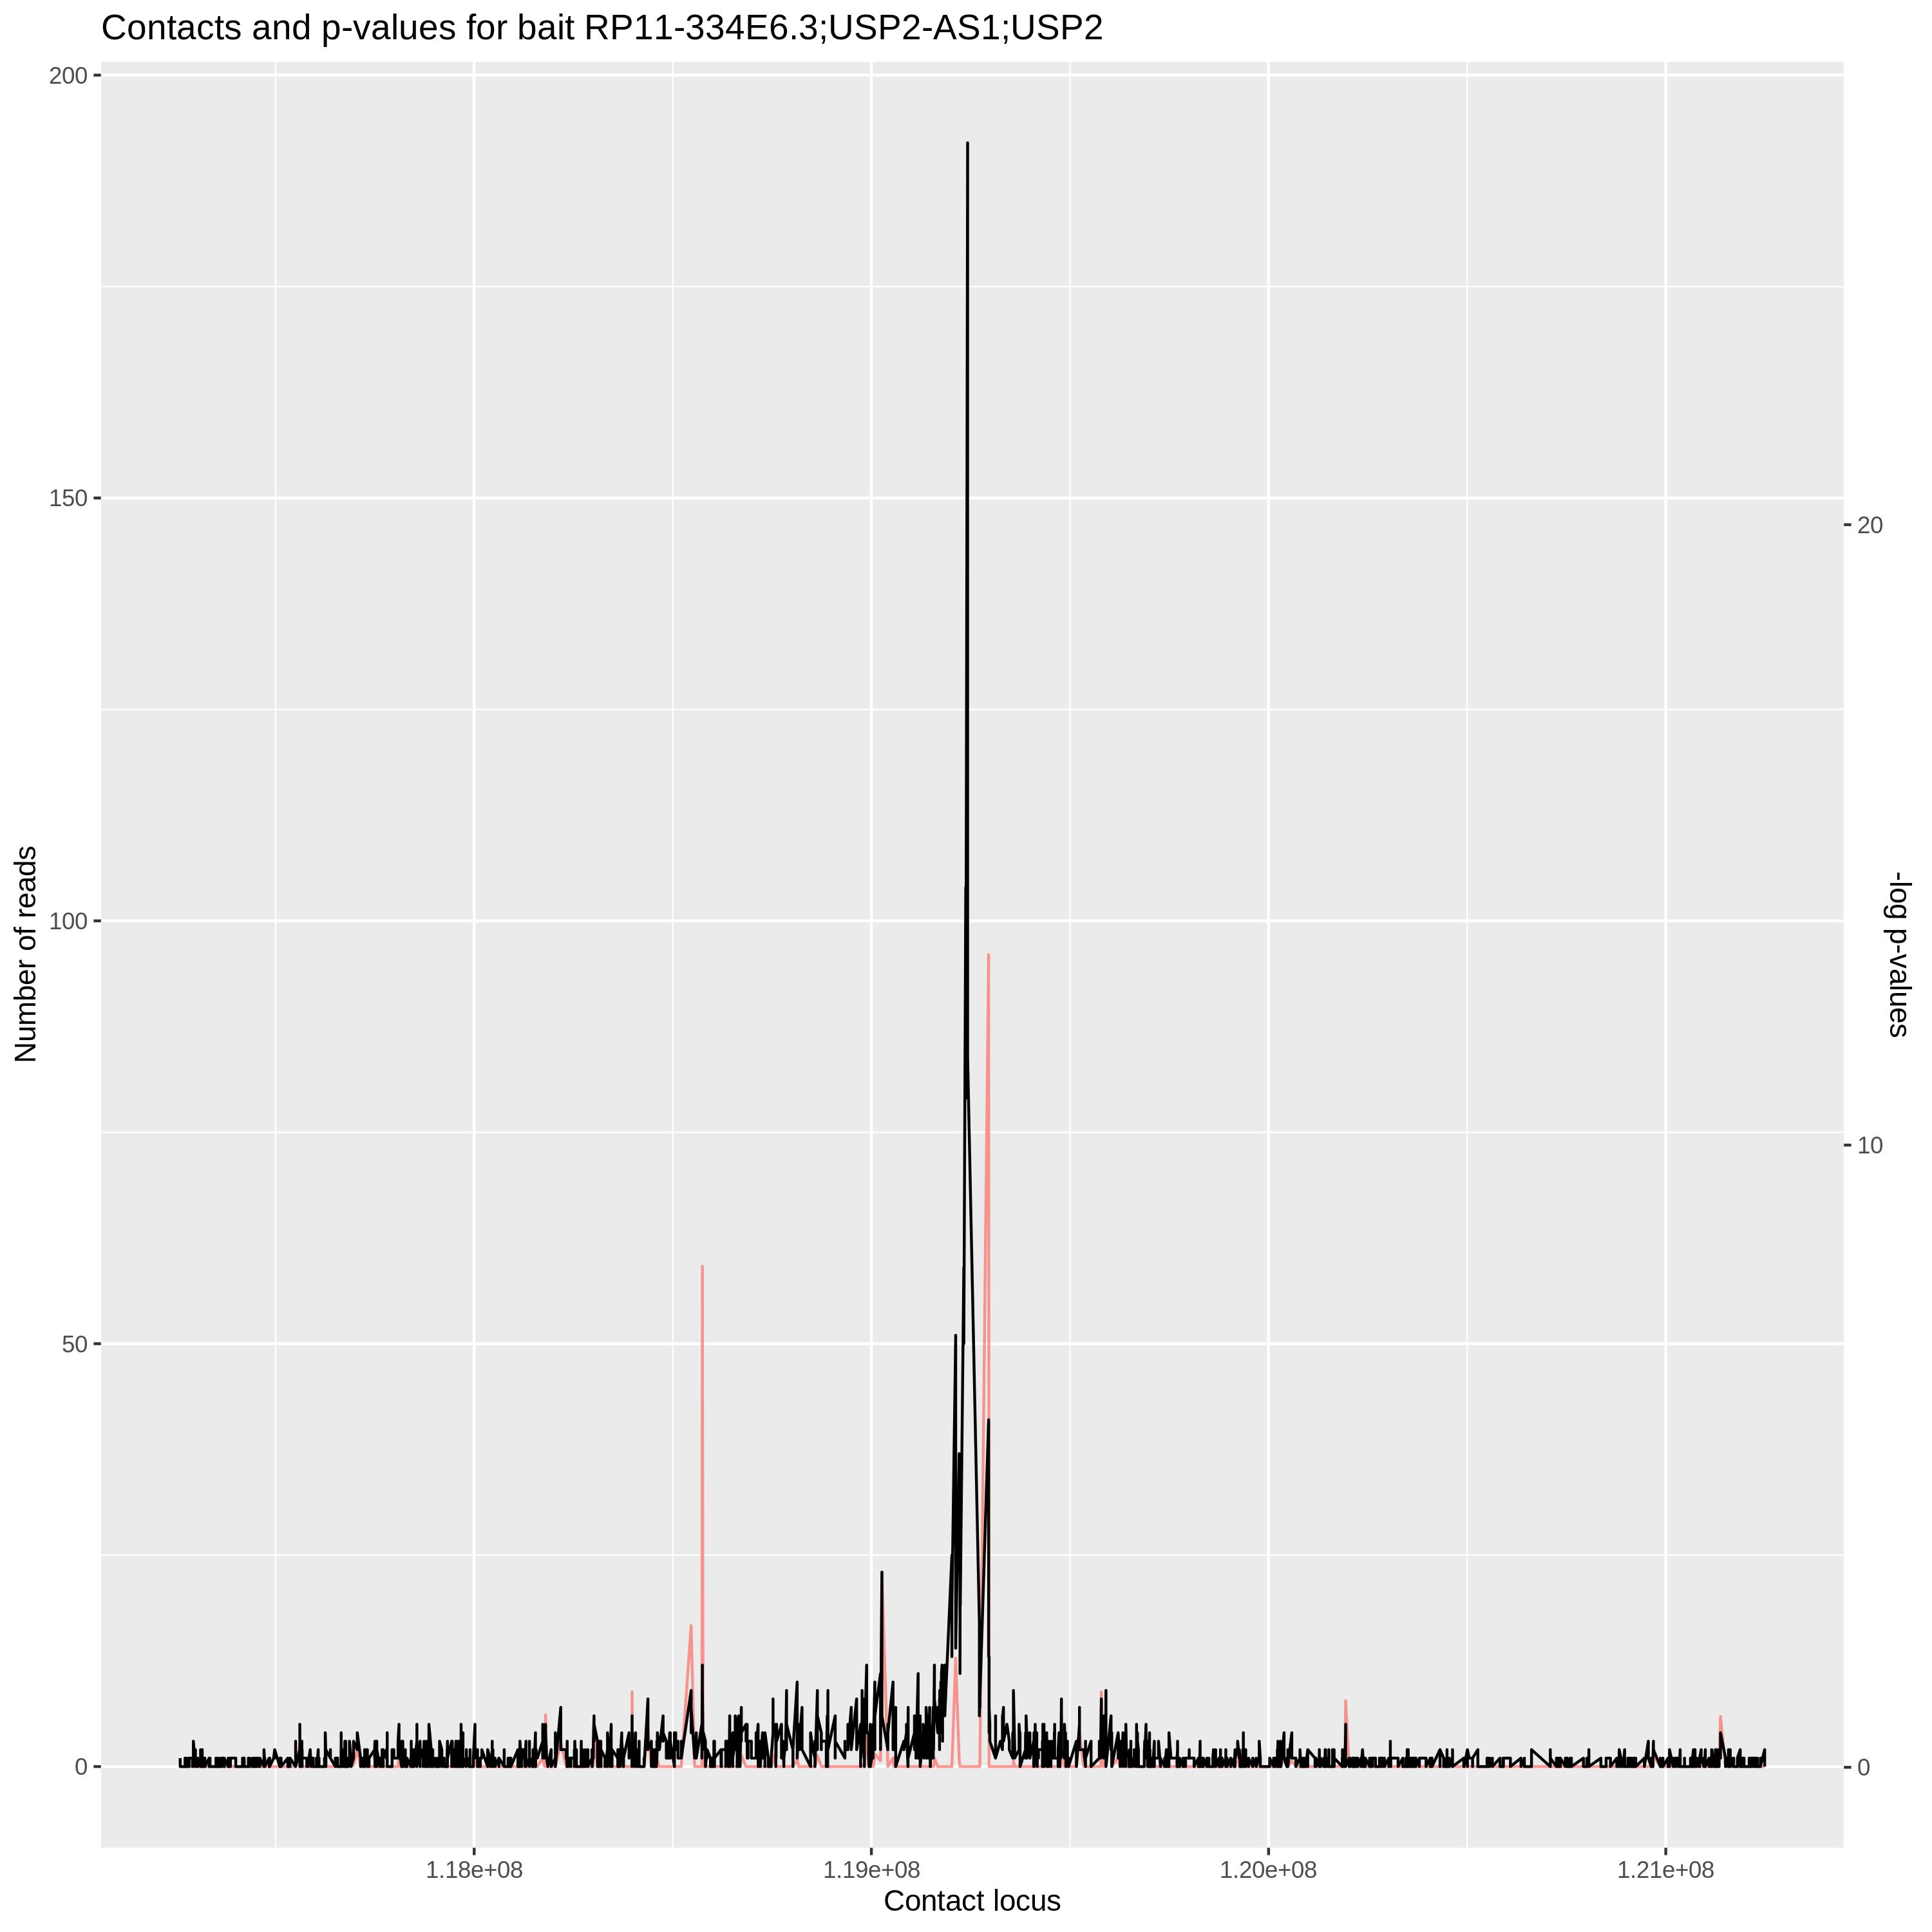 Contacts and p-values for bait RP11-334E6.3;USP2-AS1;USP2
200
150
100
50
0
Number of reads
20
10
0
-log p-values
1.18e+08
1.19e+08
1.20e+08
1.21e+08
Contact locus